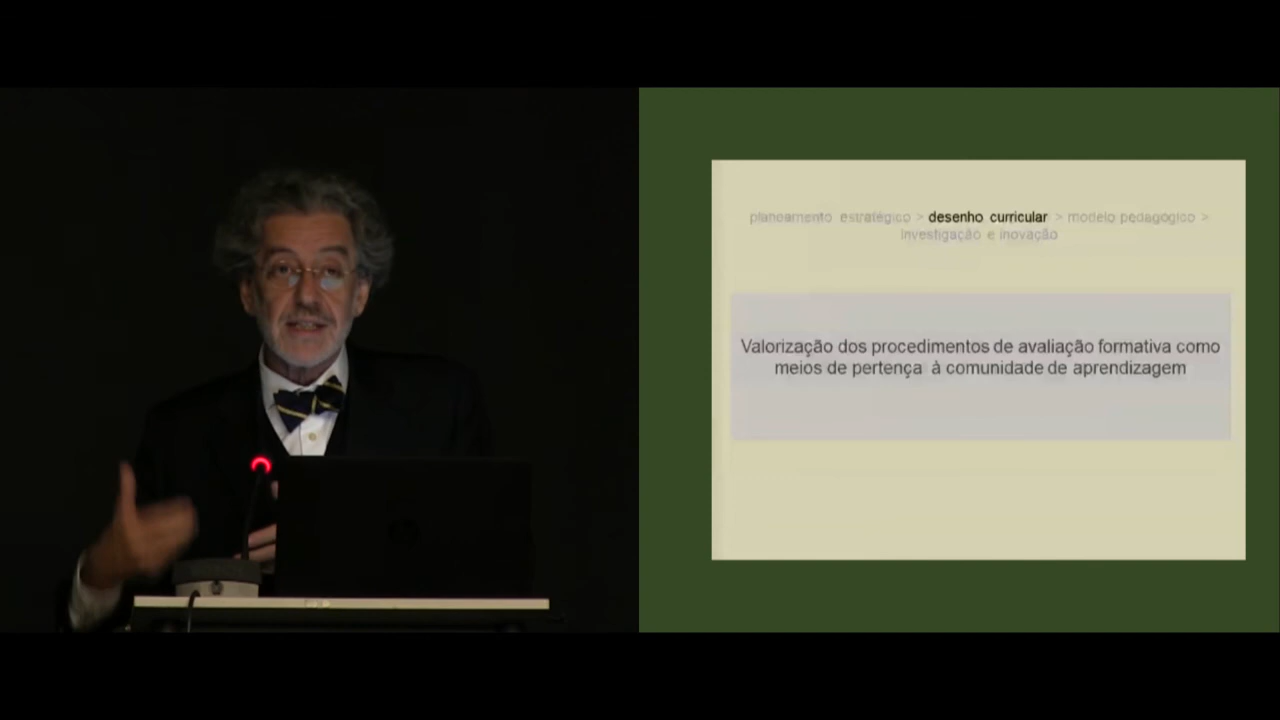 planeamento estratégico > desenho curricular > modelo pedagógico >
investigação e inovação
Valorização dos procedimentos de avaliação formativa como
meios de pertença à comunidade de aprendizagem